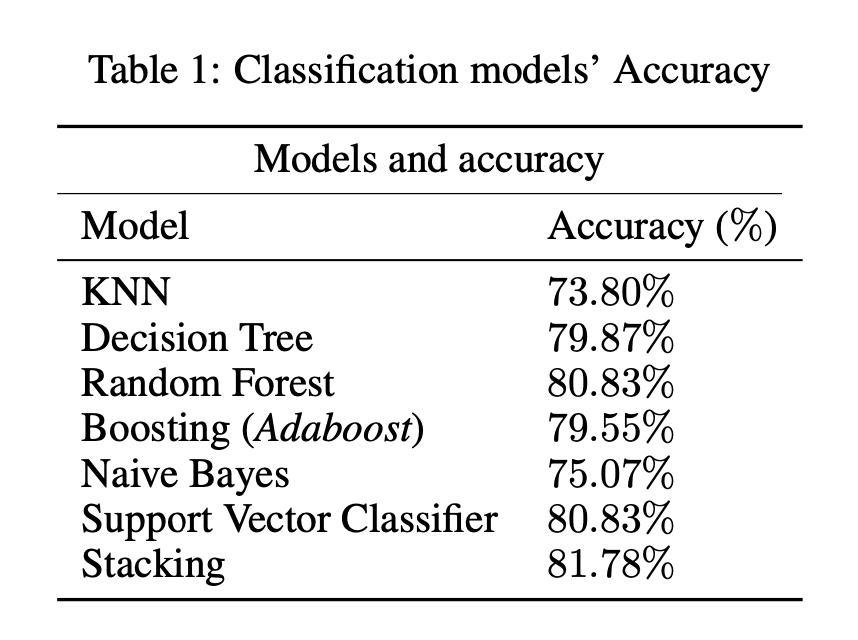 Table 1: Classification models’ Accuracy
Models and accuracy
Model Accuracy (%)
KNN 73.80%
Decision Tree 79.87%
Random Forest 80.83%
Boosting (Adaboost) 79.55%
Naive Bayes 75.07%
Support Vector Classifier 80.83%
Stacking 81.78%